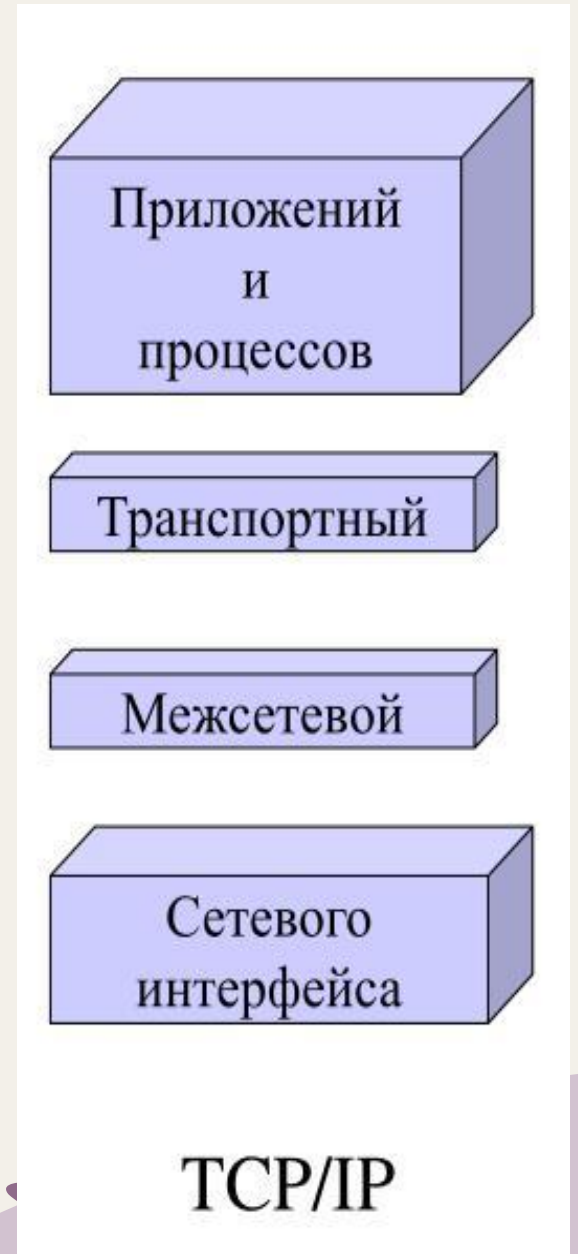 Приложений
и
процессов
Транспортный
Межсетевой
Сетевого
интерфейса
TCP/IP